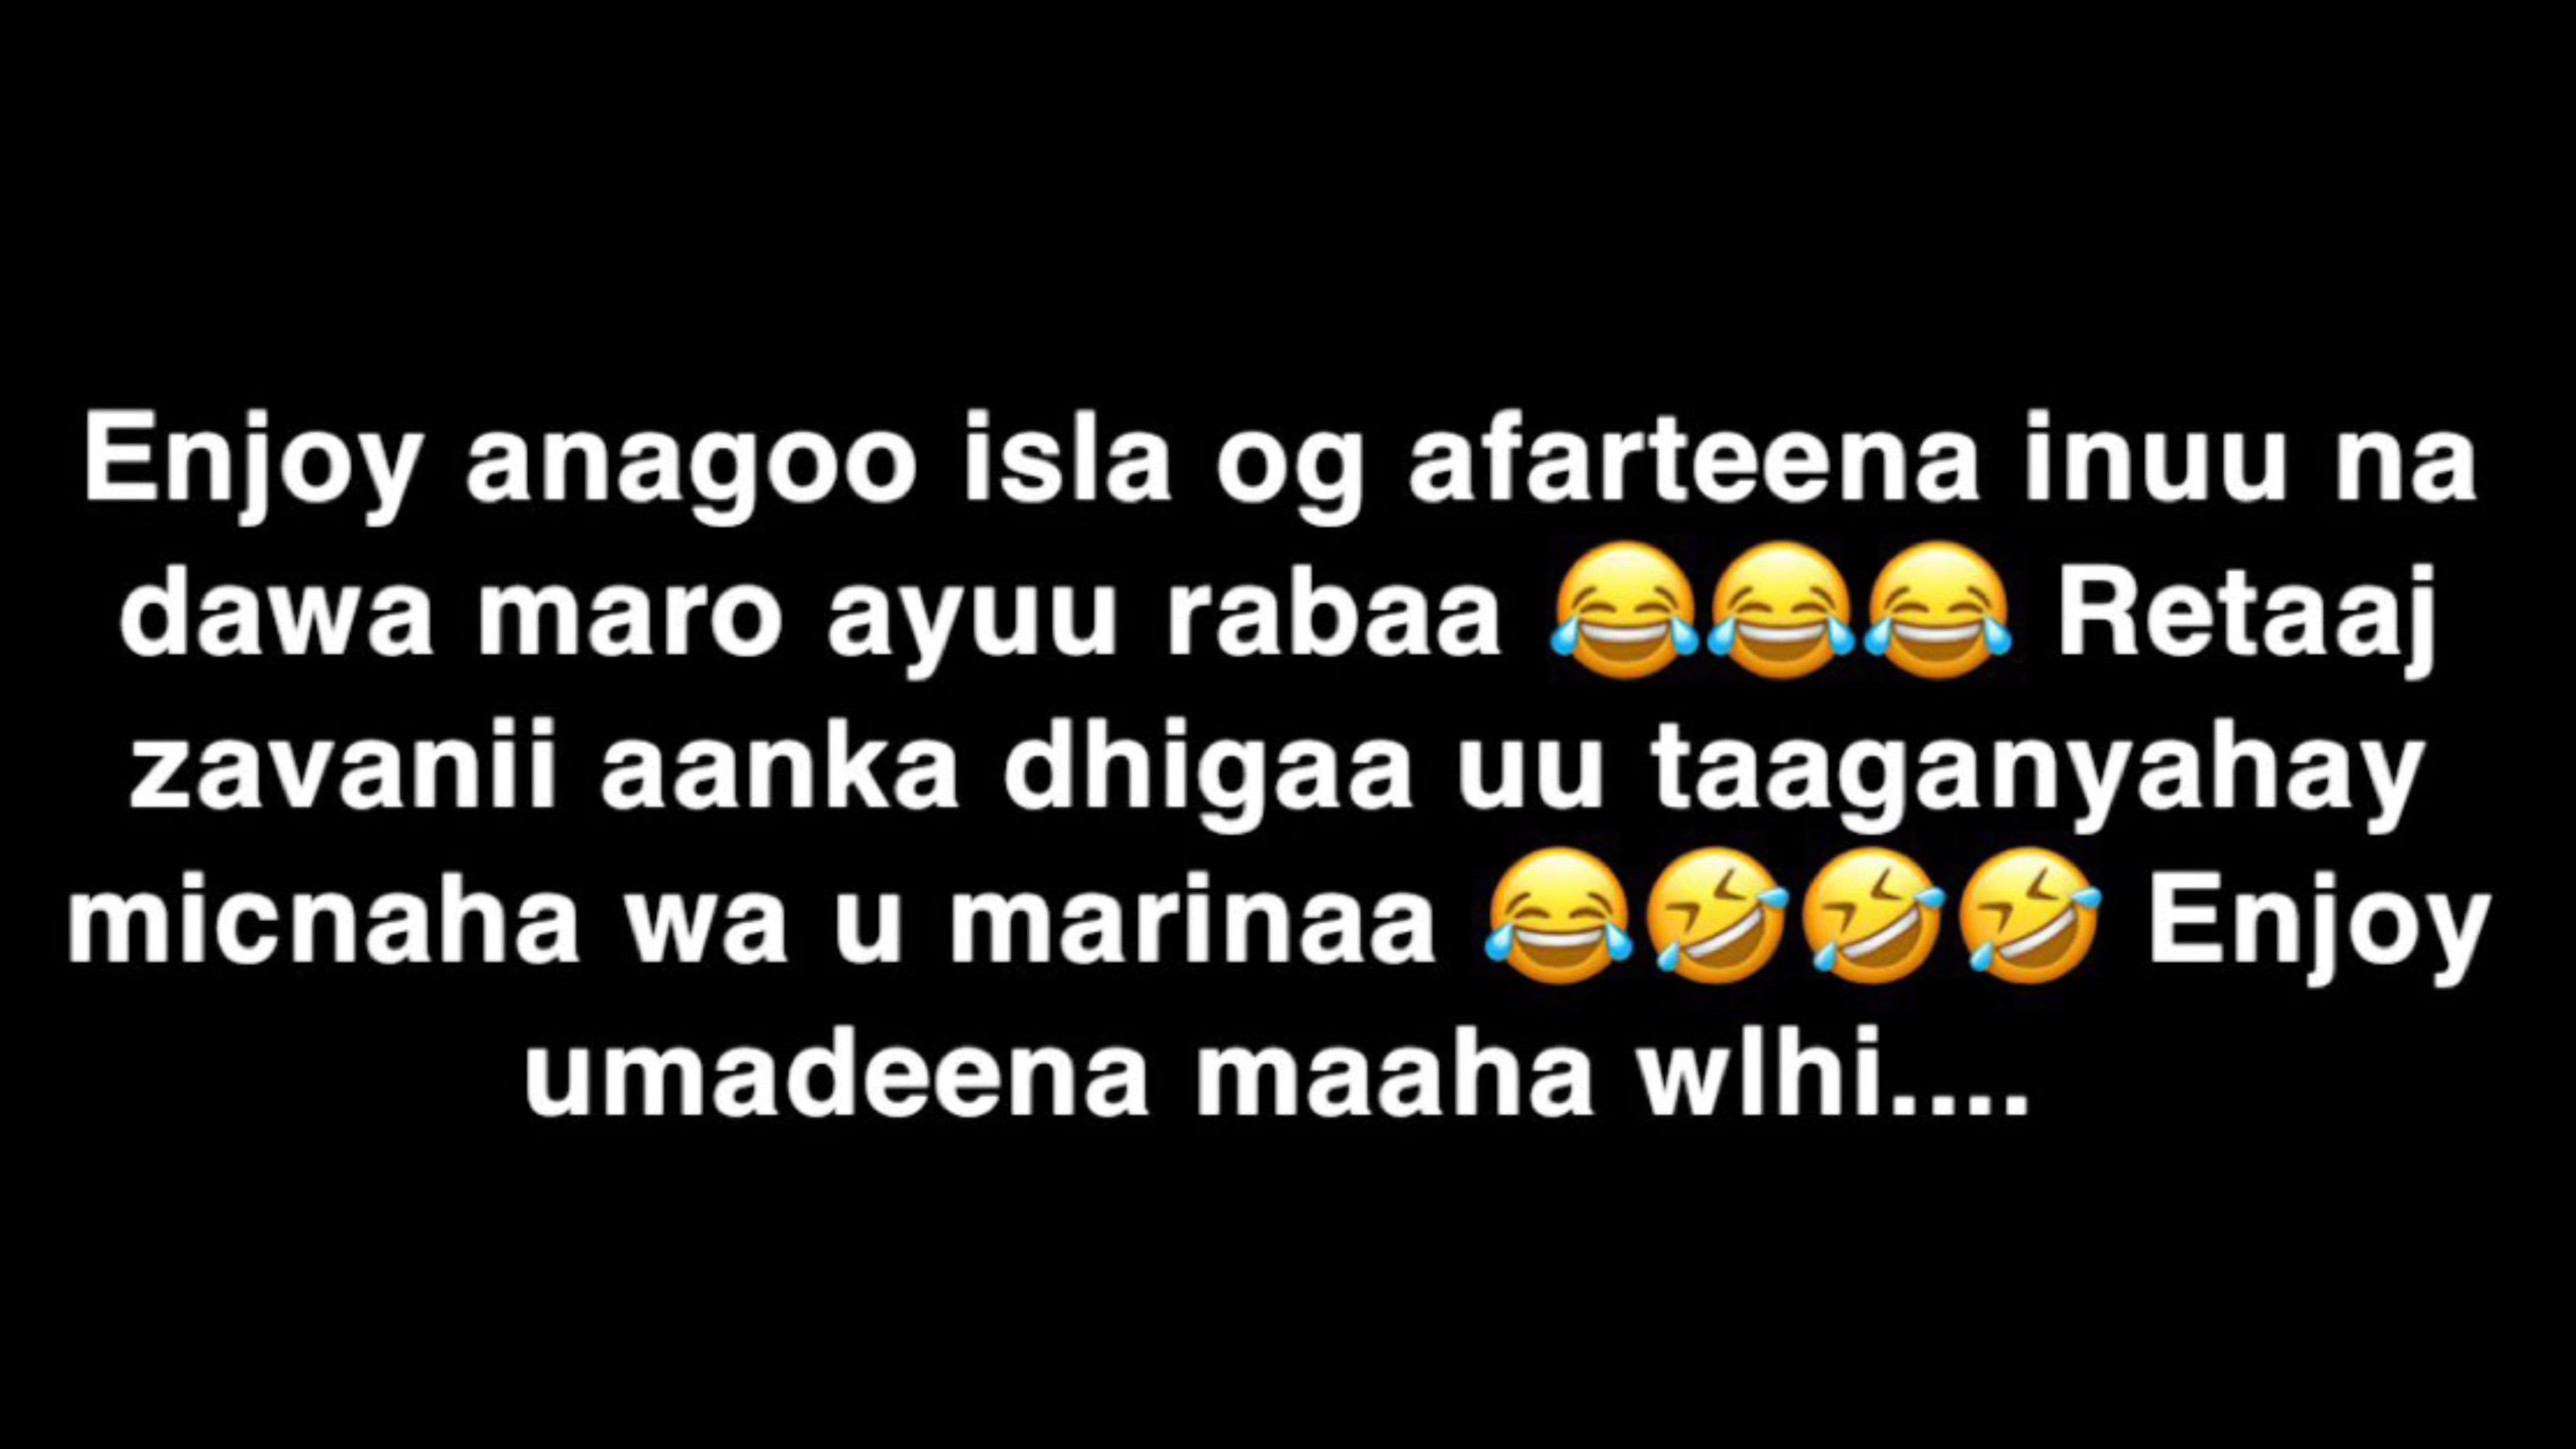 Enjoy anagoo isla og afarteena inuu na
dawa maro ayuu rabaa 😂😂😂 Retaaj
zavanii aanka dhigaa uu taaganyahay
micnaha wa u marinaa 😂🤣🤣🤣 Enjoy
umadeena maaha wlhi....